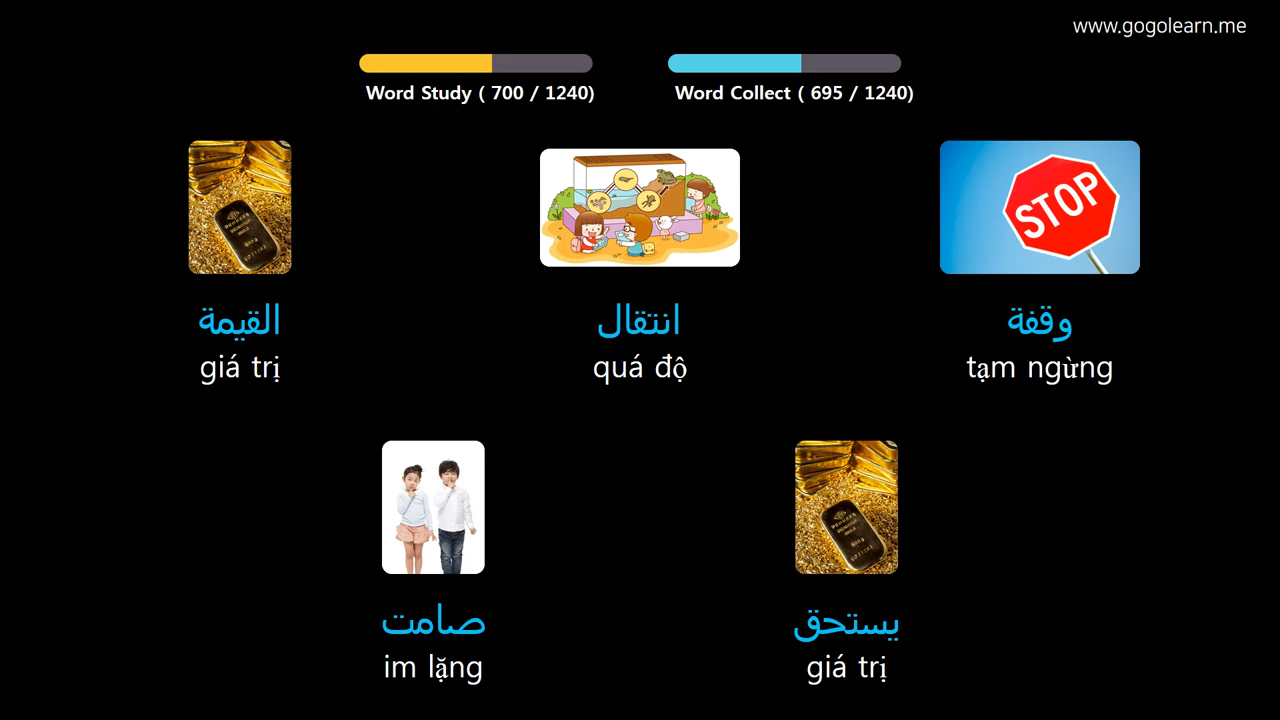 www.gogolearn.me
Word Study ( 700 / 1240)
Word Collect ( 695 / 1240)
STOP
القيمة
giá trị
انتقال
quá độ
وقفة
tạm ngừng
صامت
im lặng
يستحق
giá trị